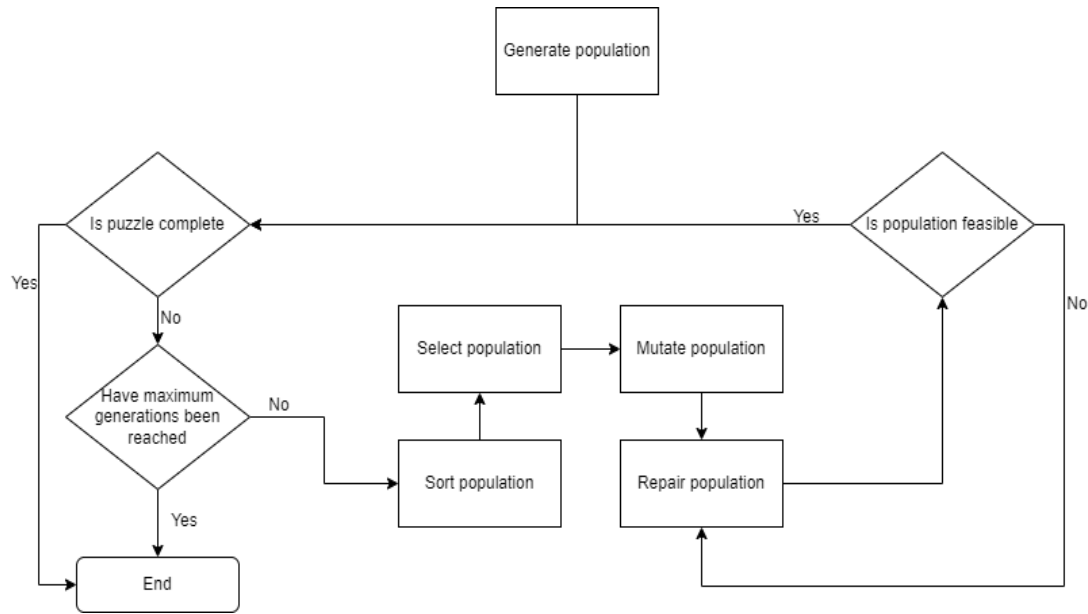 Generate population
Is puzzle complete
Yes
Is population feasible
Yes
No
No
Select population
Mutate population
Have maximum
generations been
reached
No
Sort population
Repair population
Yes
End